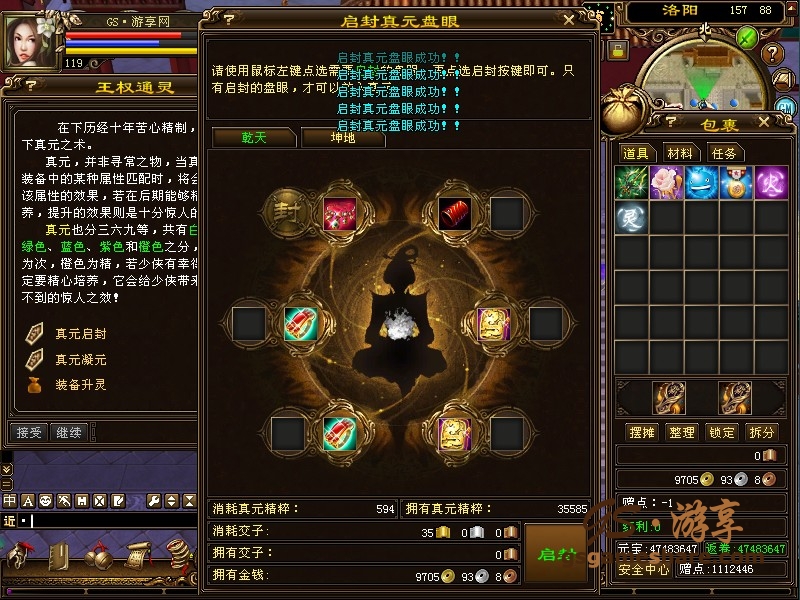 GS·游享网
119
王权通灵
在下历经十年苦心精制，
下真元之术。
真元，并非寻常之物，当真
装备中的某种属性匹配时，将会
该属性的效果，若在后期能够精
养，提升的效果则是十分惊人的
真元也分三六九等，共有白
绿色、蓝色、紫色和橙色之分，
为次，橙色为精，若少侠有幸得
定要精心培养，它会给少侠带来
不到的惊人之效！
真元启封
真元凝元
装备升灵
接受
继续
中
A
近
启封真元盘眼
启封真元盘眼成功！！
请使用鼠标左键点选需要启封的盘眼，再点选启封按键即可。只
启封真元盘眼成功！！
有启封的盘眼，才可以
启封真元盘眼成功！！
启封真元盘眼成功！！
启封真元盘眼成功！！
乾天
坤地
封
消耗真元精粹： 594
拥有真元精粹： 35585
消耗交子： 35 0 0
拥有交子： 0
拥有金钱： 9705 93 8
启封
洛阳 157 88
北
包裹
道具
材料
任务
火
灵
摆摊
整理
锁定
拆分
0
9705 93 8
赠点：-1
红利:0
元宝:47483647
返券:47483647
安全中心
赠点:1112446
游享